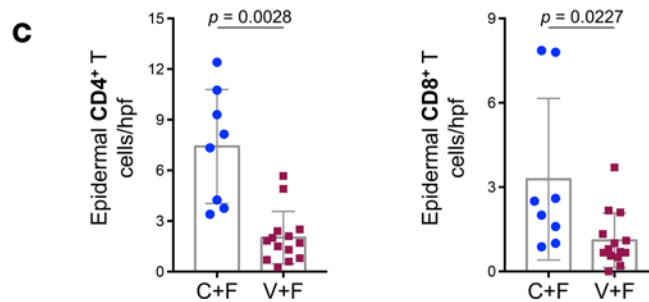 c
p = 0.0028
Epidermal CD4⁺ T
cells/hpf
15
12
9
6
3
0
C+F V+F
p = 0.0227
Epidermal CD8⁺ T
cells/hpf
9
6
3
0
C+F V+F